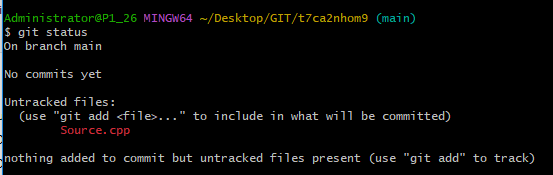 Administrator@P1_26 MINGW64 ~/Desktop/GIT/t7ca2nhom9 (main)
$ git status
On branch main
No commits yet
Untracked files:
(use "git add <file>..." to include in what will be committed)
Source.cpp
nothing added to commit but untracked files present (use "git add" to track)